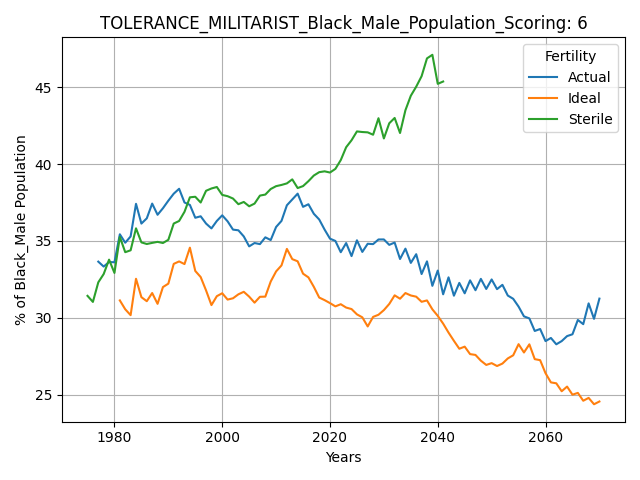 TOLERANCE_MILITARIST_Black_Male_Population_Scoring: 6
Fertility
Actual
Ideal
Sterile
% of Black_Male Population
45
40
35
30
25
1980
2000
2020
2040
2060
Years